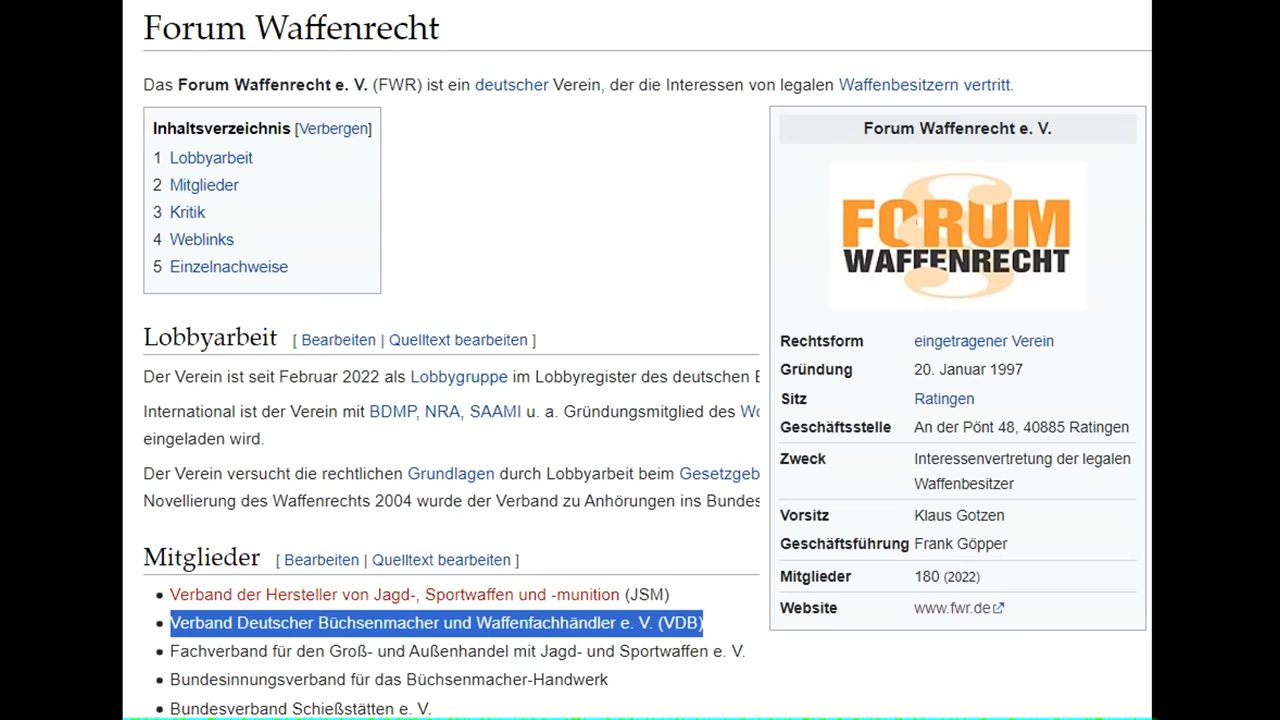 Forum Waffenrecht
Das Forum Waffenrecht e. V. (FWR) ist ein deutscher Verein, der die Interessen von legalen Waffenbesitzern vertritt.
Inhaltsverzeichnis [Verbergen]
1 Lobbyarbeit
2 Mitglieder
3 Kritik
4 Weblinks
5 Einzelnachweise
Lobbyarbeit [ Bearbeiten | Quelltext bearbeiten ]
Der Verein ist seit Februar 2022 als Lobbygruppe im Lobbyregister des deutschen
International ist der Verein mit BDMP, NRA, SAAMI u. a. Gründungsmitglied des
eingeladen wird.
Der Verein versucht die rechtlichen Grundlagen durch Lobbyarbeit beim Gesetzgeb
Novellierung des Waffenrechts 2004 wurde der Verband zu Anhörungen ins Bundes
Mitglieder [ Bearbeiten | Quelltext bearbeiten ]
• Verband der Hersteller von Jagd-, Sportwaffen und -munition (JSM)
• Verband Deutscher Büchsenmacher und Waffenfachhändler e. V. (VDB)
• Fachverband für den Groß- und Außenhandel mit Jagd- und Sportwaffen e. V.
• Bundesinnungsverband für das Büchsenmacher-Handwerk
• Bundesverband Schießstätten e. V.
Forum Waffenrecht e. V.
FORUM
WAFFENRECHT
Rechtsform eingetragener Verein
Gründung 20. Januar 1997
Sitz Ratingen
Geschäftsstelle An der Pönt 48, 40885 Ratingen
Zweck Interessenvertretung der legalen
Waffenbesitzer
Vorsitz Klaus Gotzen
Geschäftsführung Frank Göpper
Mitglieder 180 (2022)
Website www.fwr.de